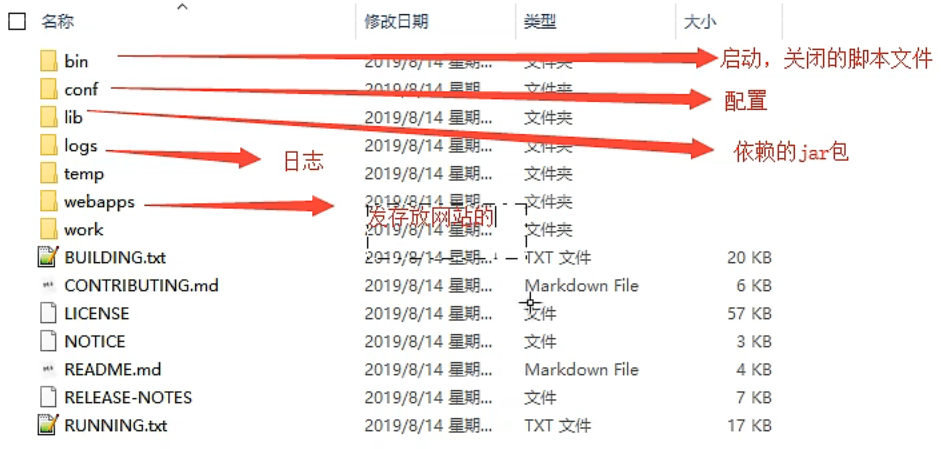 名称 修改日期 类型 大小
bin 2019/8/14 星期... 文件夹 启动，关闭的脚本文件
conf 2019/8/14 星期... 文件夹 配置
lib 2019/8/14 星期... 文件夹 依赖的jar包
logs 日志 2019/8/14 星期... 文件夹
temp 2019/8/14 星期... 文件夹
webapps 2019/8/14 星期... 文件夹
发存放网站的
work 2019/8/14 星期... 文件夹
BUILDING.txt 2019/8/14 星期... TXT 文件 20 KB
CONTRIBUTING.md 2019/8/14 星期... Markdown File 6 KB
LICENSE 2019/8/14 星期... 文件 57 KB
NOTICE 2019/8/14 星期... 文件 3 KB
README.md 2019/8/14 星期... Markdown File 4 KB
RELEASE-NOTES 2019/8/14 星期... 文件 7 KB
RUNNING.txt 2019/8/14 星期... TXT 文件 17 KB